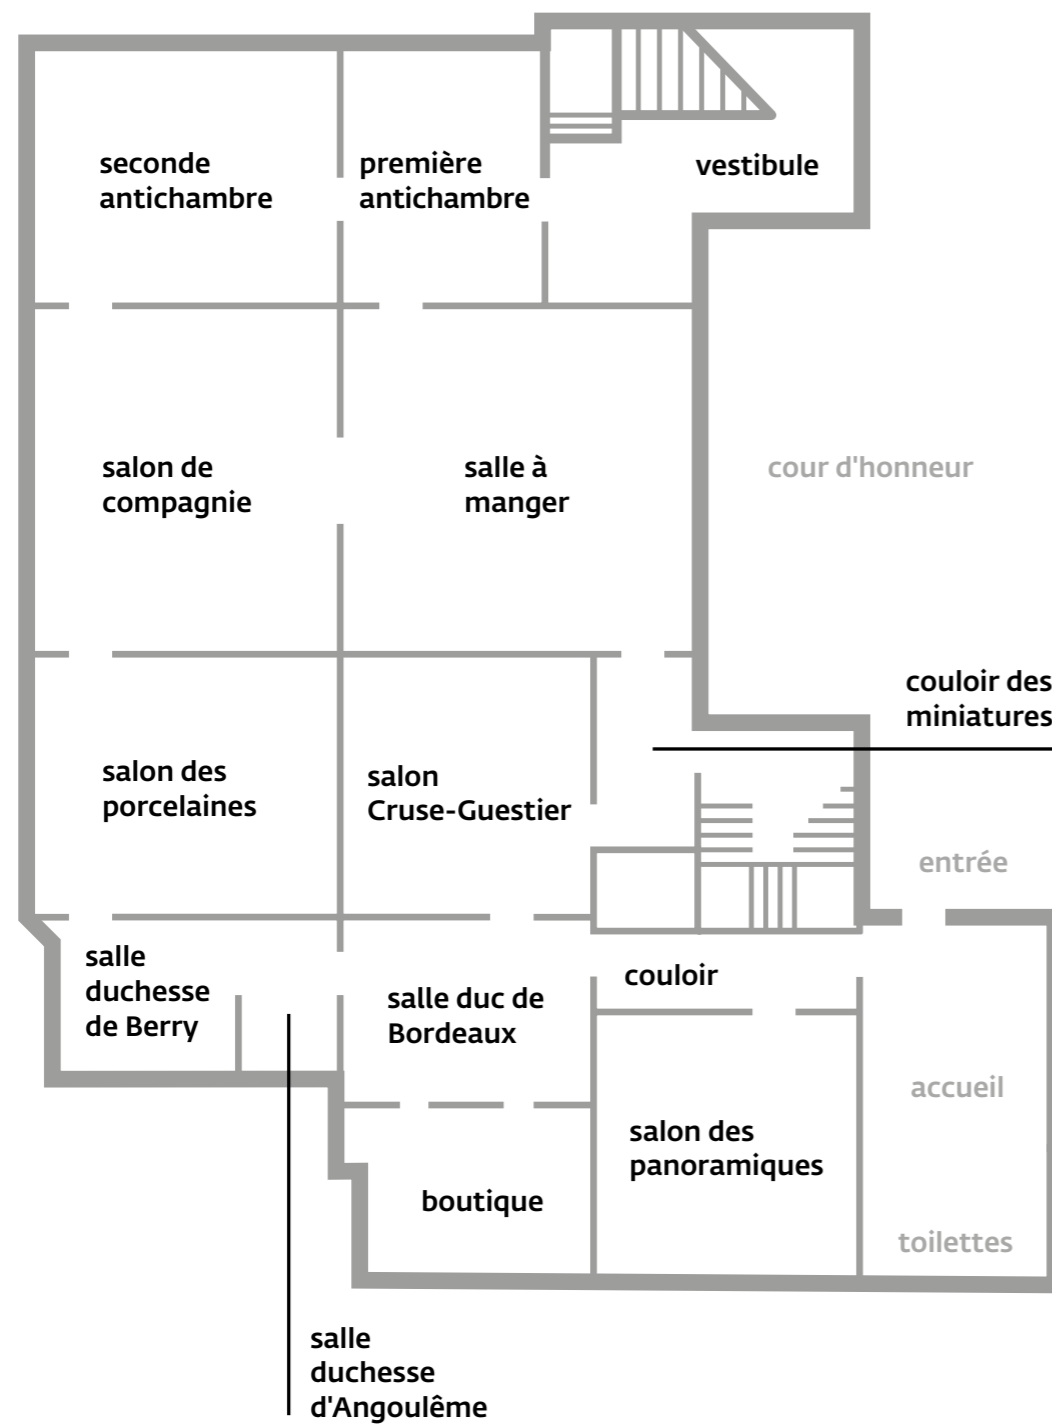 seconde
antichambre
première
antichambre
vestibule
salon de
compagnie
salle à
manger
cour d'honneur
couloir des
miniatures
salon des
porcelaines
salon
Cruse-Guestier
entrée
salle
duchesse
de Berry
salle duc de
Bordeaux
couloir
accueil
salon des
panoramiques
boutique
toilettes
salle
duchesse
d'Angoulême